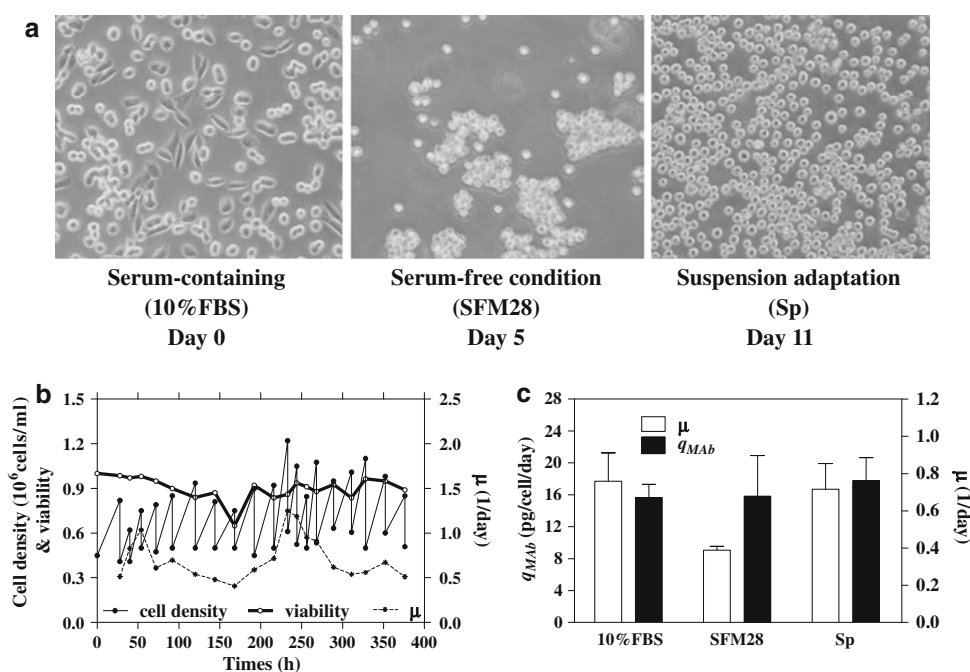 a
Serum-containing
(10%FBS)
Day 0
Serum-free condition
(SFM28)
Day 5
Suspension adaptation
(Sp)
Day 11
b
Cell density (10⁶cells/ml)
& viability
1.5
1.2
0.9
0.6
0.3
0.0
2.5
2.0
1.5
1.0
0.5
0.0
μ (1/day)
cell density
viability
μ
0 50 100 150 200 250 300 350 400
Times (h)
c
q_MAb (pg/cell/day)
28
24
20
16
12
8
4
0
μ
q_MAb
1.2
1.0
0.8
0.6
0.4
0.2
0.0
μ (1/day)
10%FBS SFM28 Sp